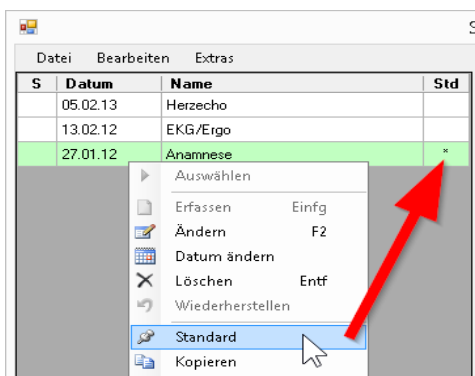 S
Datei Bearbeiten Extras
S Datum Name Std
05.02.13 Herzecho
13.02.12 EKG/Ergo
27.01.12 Anamnese *
Auswählen
Erfassen Einfg
Ändern F2
Datum ändern
Löschen Entf
Wiederherstellen
Standard
Kopieren